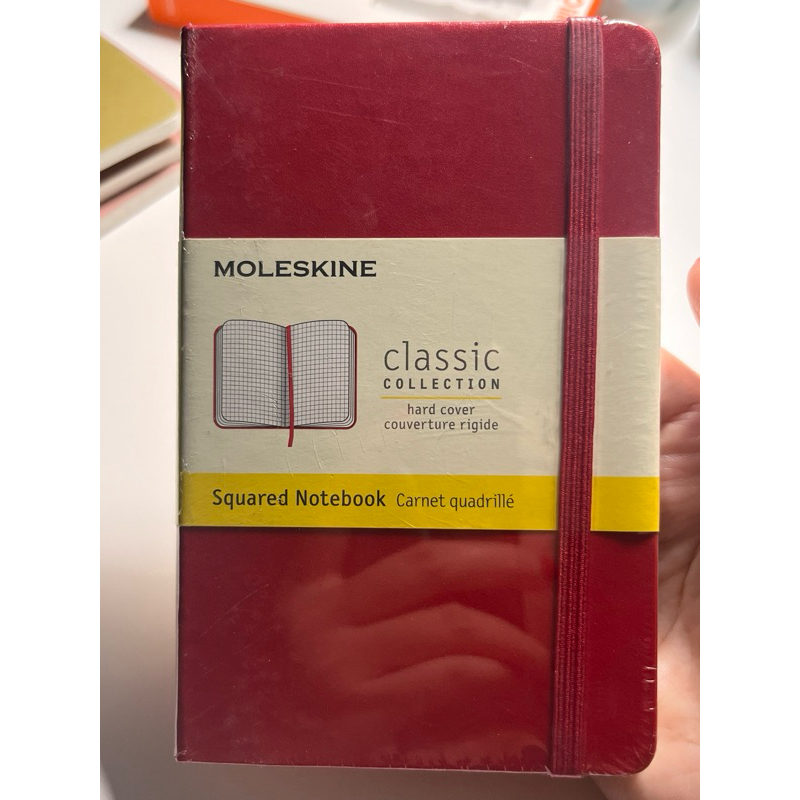 MOLESKINE
classic
COLLECTION
hard cover
couverture rigide
Squared Notebook Carnet quadrillé